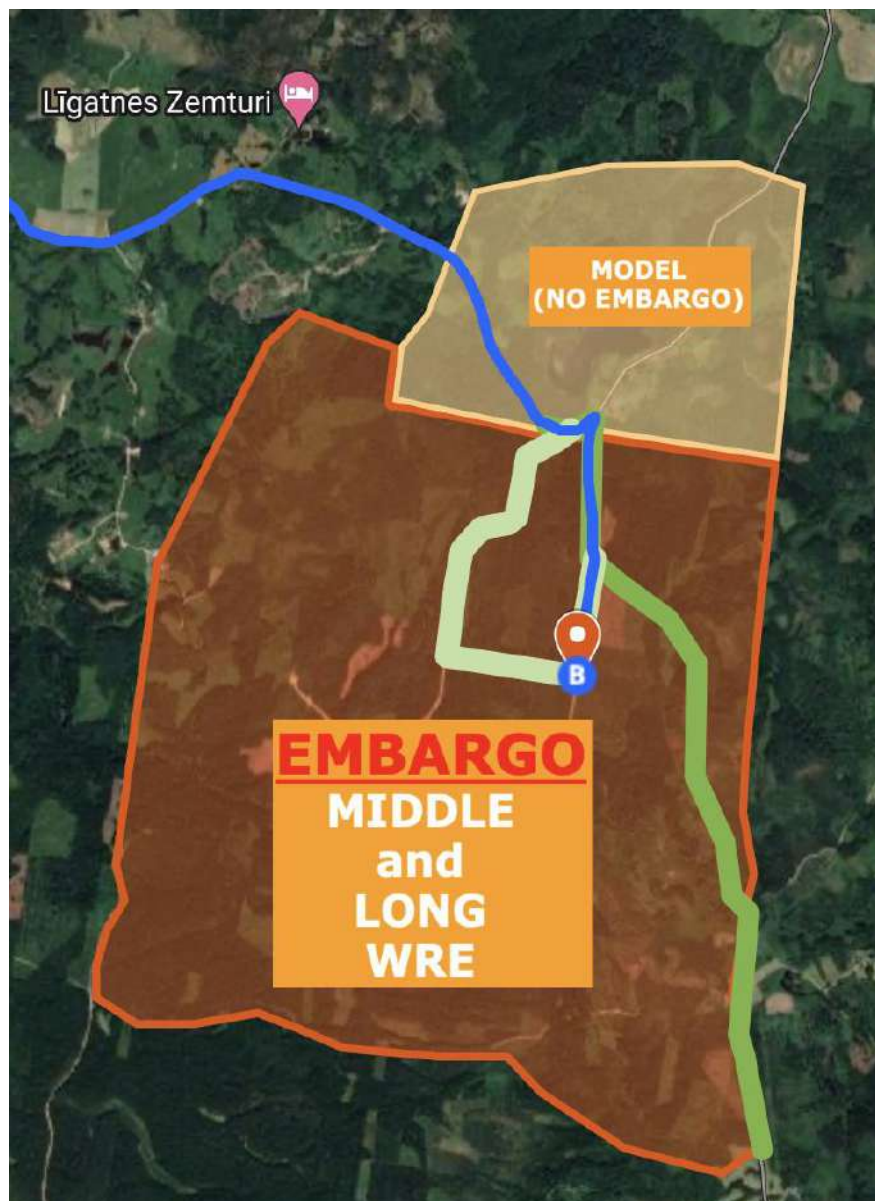 Līgatnes Zemturi
MODEL
(NO EMBARGO)
B
EMBARGO
MIDDLE
and
LONG
WRE